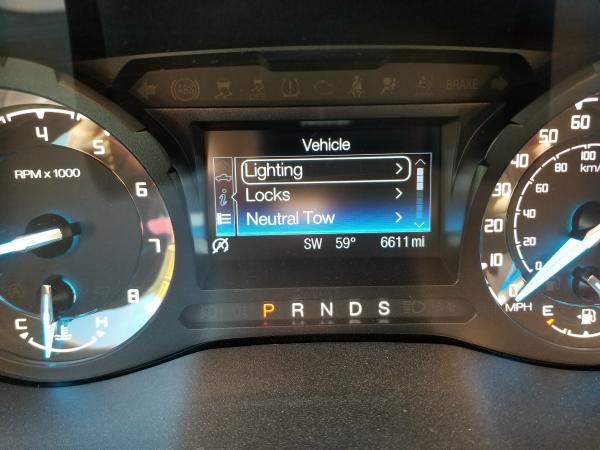 ABS
BRAKE
Vehicle
Lighting
Locks
Neutral Tow
SW 59° 6611 mi
P R N D S
4 5 6 7 8
RPM x 1000
C H
60 50 40 30 20 10 0
100 80 60 40 20 0
km/
MPH
E